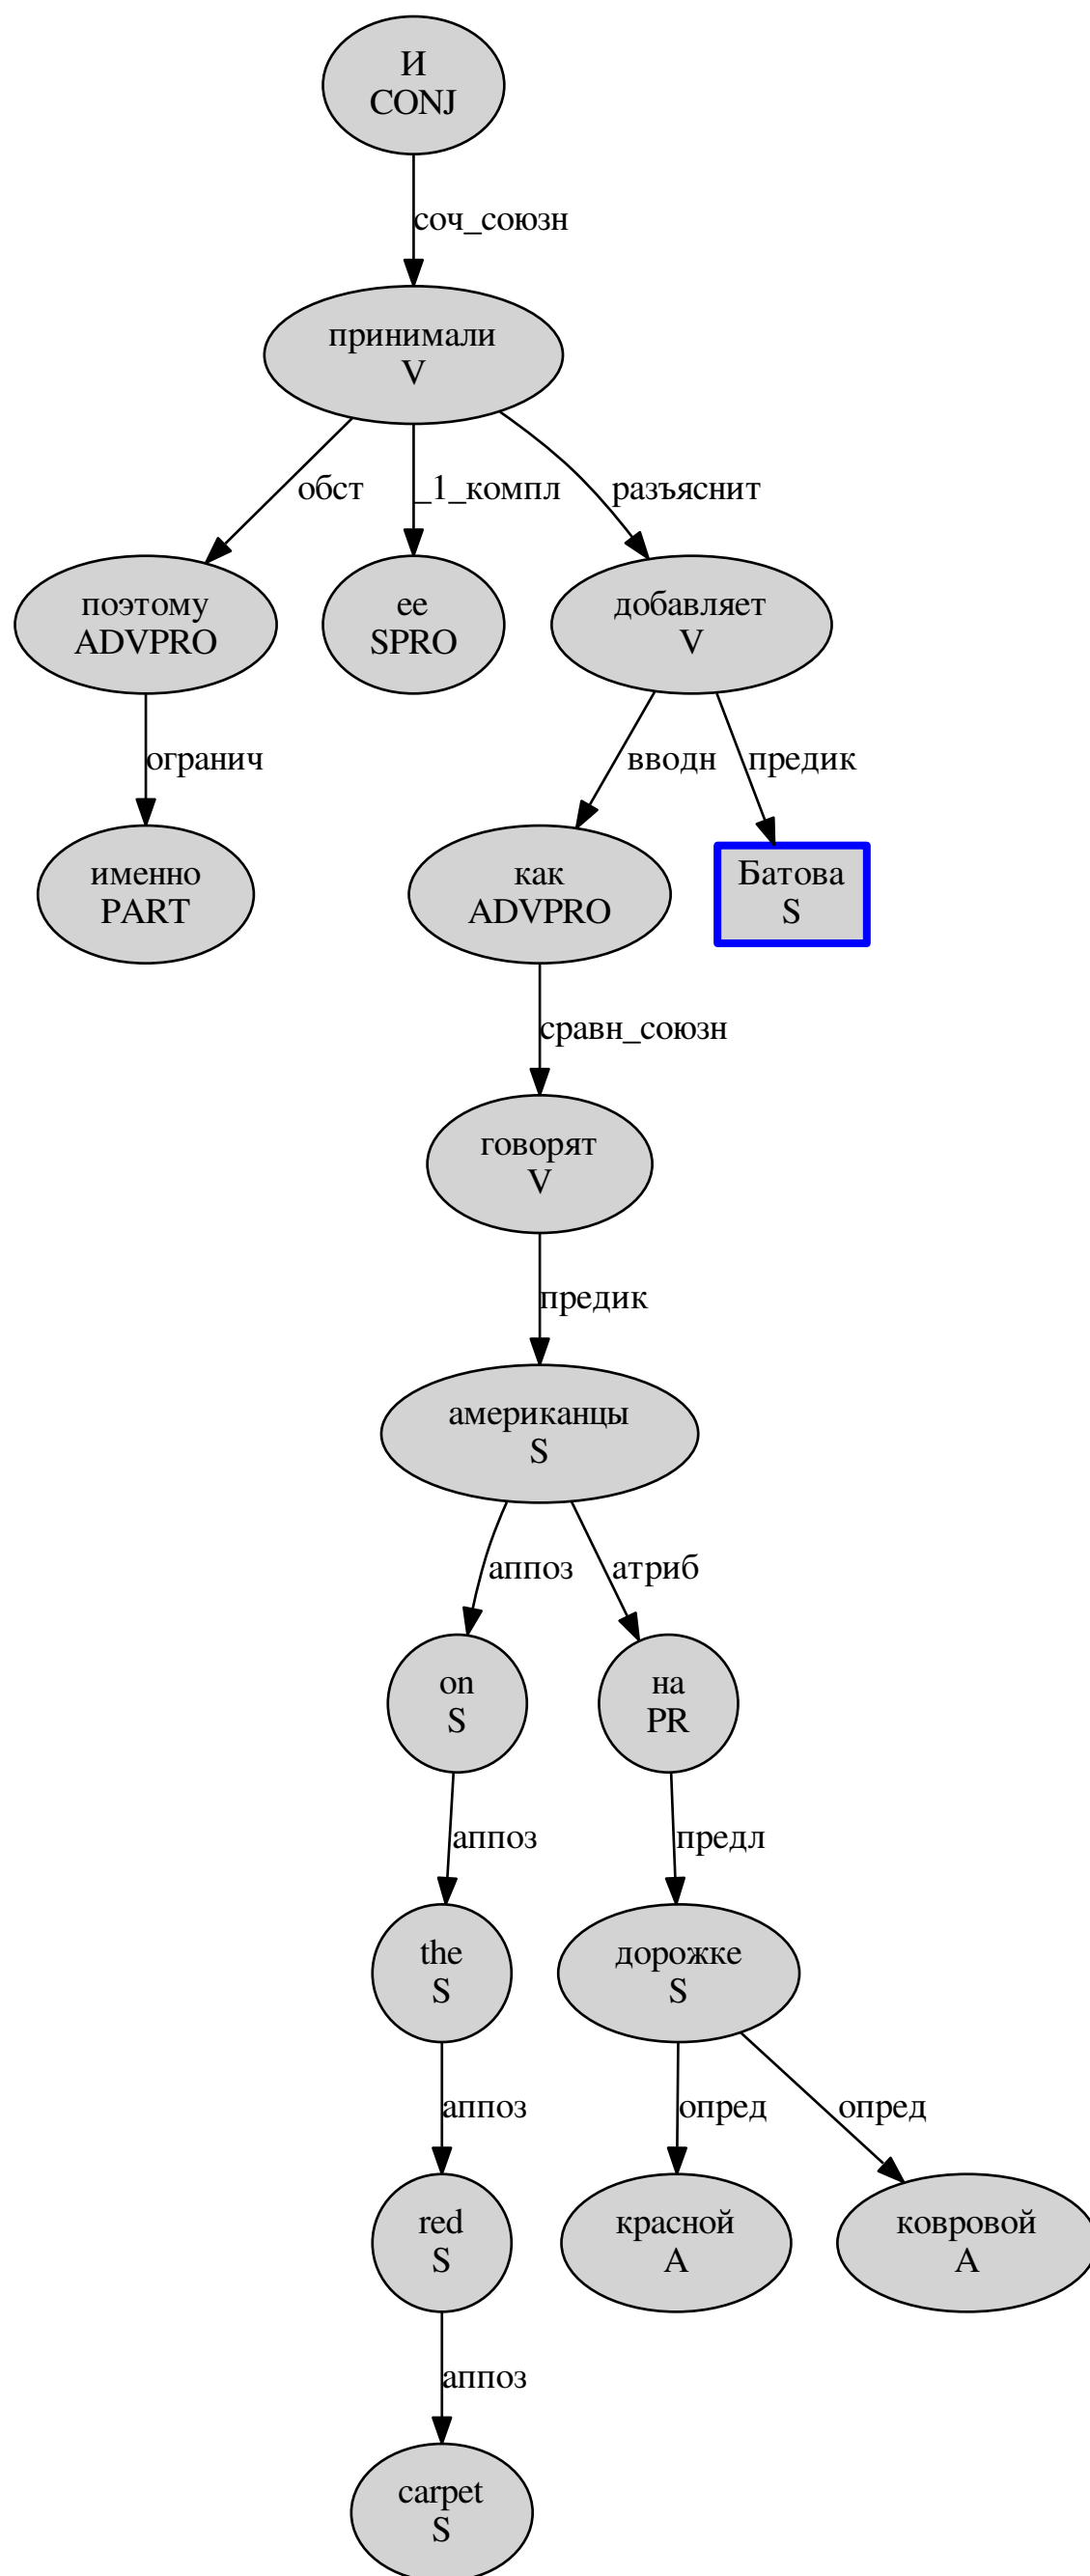 И
CONJ
соч_союзн
принимали
V
обст
_1_компл
разъяснит
поэтому
ADVPRO
ее
SPRO
добавляет
V
огранич
вводн
предик
именно
PART
как
ADVPRO
Батова
S
сравн_союзн
говорят
V
предик
американцы
S
аппоз
атриб
on
S
на
PR
аппоз
предл
the
S
дорожке
S
аппоз
опред
опред
red
S
красной
A
ковровой
A
аппоз
carpet
S